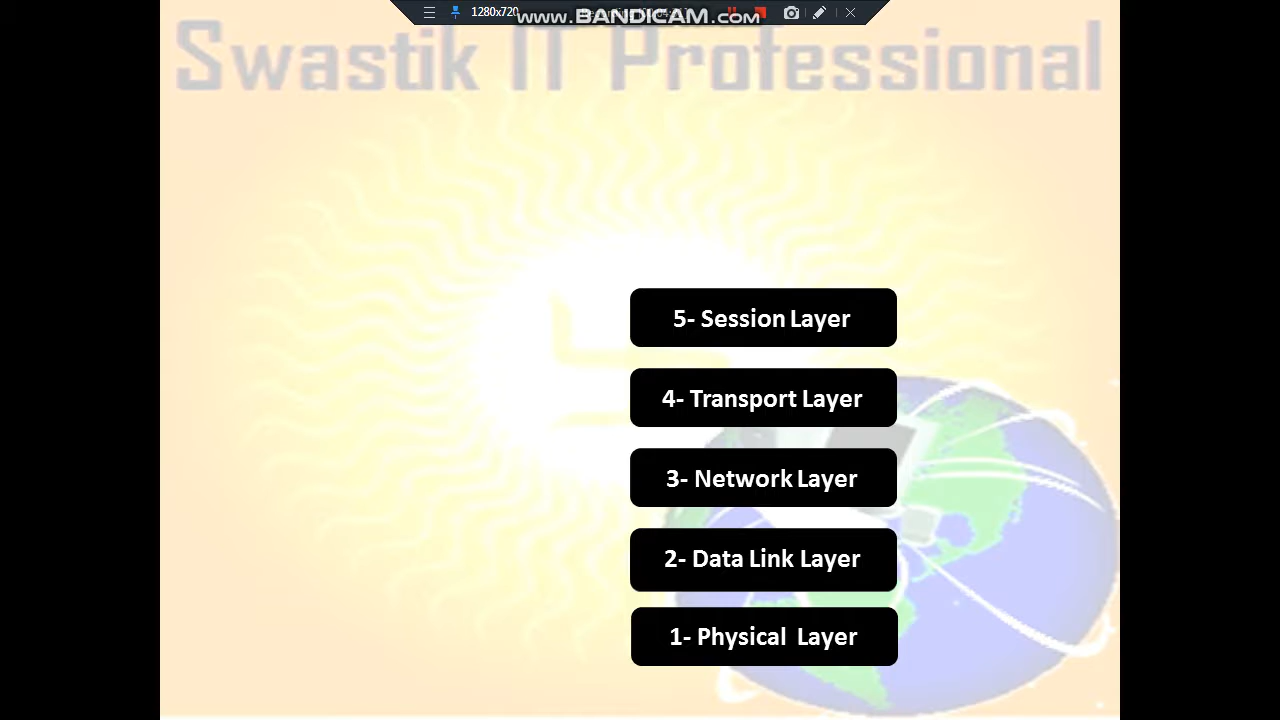 1280x720
www.BANDICAM.com
Swastik IT Professional
5- Session Layer
4- Transport Layer
3- Network Layer
2- Data Link Layer
1- Physical Layer